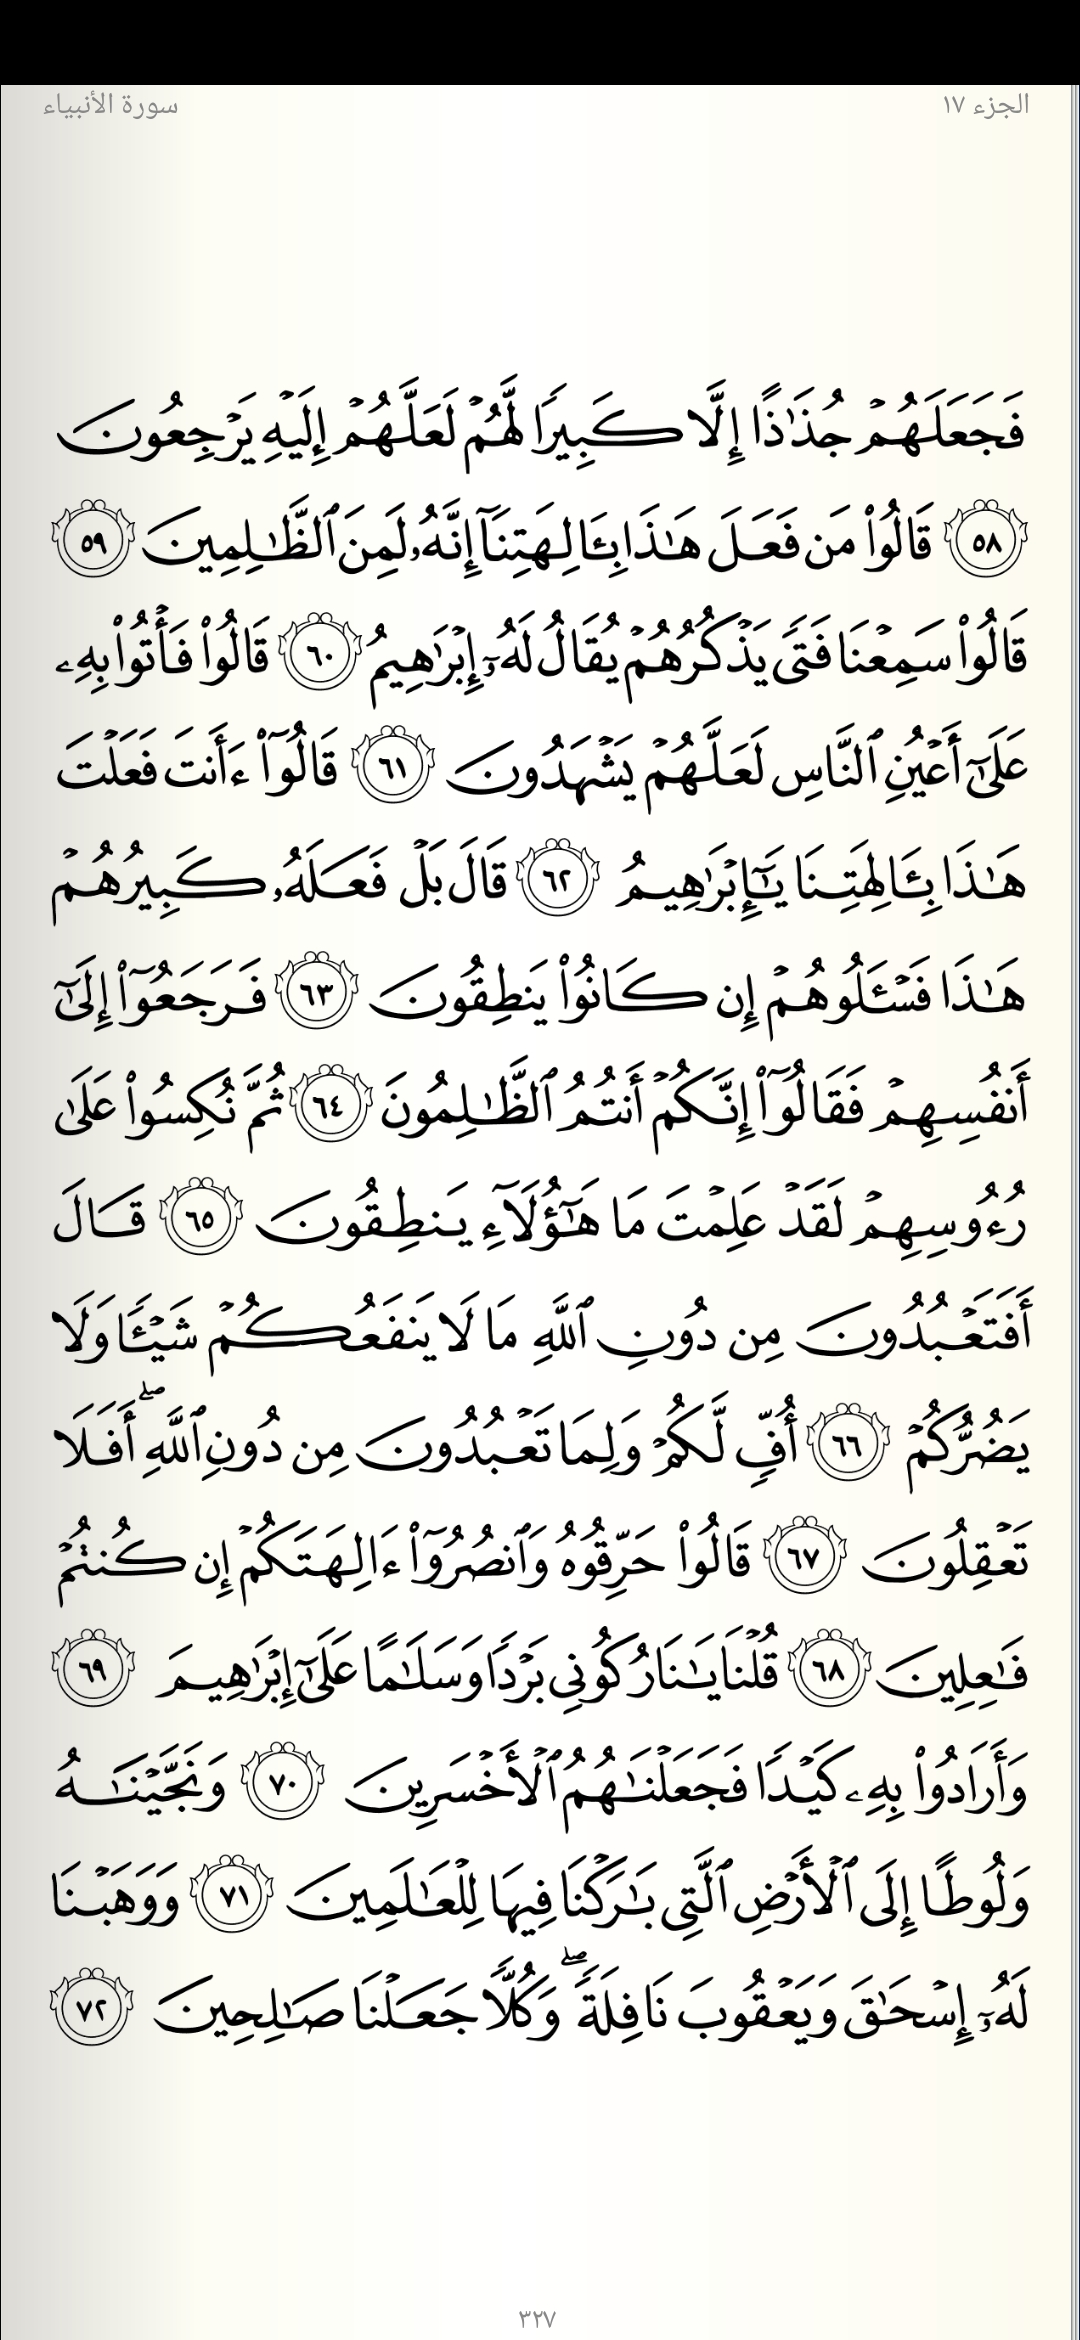 سورة الأنبياء
الجزء ١٧
فَجَعَلَهُمْ جُذَٰذًا إِلَّا كَبِيرًا لَّهُمْ لَعَلَّهُمْ إِلَيْهِ يَرْجِعُونَ
٥٨ قَالُوا۟ مَن فَعَلَ هَٰذَا بِـَٔالِهَتِنَآ إِنَّهُۥ لَمِنَ ٱلظَّٰلِمِينَ ٥٩
قَالُوا۟ سَمِعْنَا فَتًى يَذْكُرُهُمْ يُقَالُ لَهُۥٓ إِبْرَٰهِيمُ ٦٠ قَالُوا۟ فَأْتُوا۟ بِهِۦ
عَلَىٰٓ أَعْيُنِ ٱلنَّاسِ لَعَلَّهُمْ يَشْهَدُونَ ٦١ قَالُوٓا۟ ءَأَنتَ فَعَلْتَ
هَٰذَا بِـَٔالِهَتِنَا يَٰٓإِبْرَٰهِيمُ ٦٢ قَالَ بَلْ فَعَلَهُۥ كَبِيرُهُمْ
هَٰذَا فَسْـَٔلُوهُمْ إِن كَانُوا۟ يَنطِقُونَ ٦٣ فَرَجَعُوٓا۟ إِلَىٰٓ
أَنفُسِهِمْ فَقَالُوٓا۟ إِنَّكُمْ أَنتُمُ ٱلظَّٰلِمُونَ ٦٤ ثُمَّ نُكِسُوا۟ عَلَىٰ
رُءُوسِهِمْ لَقَدْ عَلِمْتَ مَا هَٰٓؤُلَآءِ يَنطِقُونَ ٦٥ قَالَ
أَفَتَعْبُدُونَ مِن دُونِ ٱللَّهِ مَا لَا يَنفَعُكُمْ شَيْـًٔا وَلَا
يَضُرُّكُمْ ٦٦ أُفٍّ لَّكُمْ وَلِمَا تَعْبُدُونَ مِن دُونِ ٱللَّهِ ۖ أَفَلَا
تَعْقِلُونَ ٦٧ قَالُوا۟ حَرِّقُوهُ وَٱنصُرُوٓا۟ ءَالِهَتَكُمْ إِن كُنتُمْ
فَٰعِلِينَ ٦٨ قُلْنَا يَٰنَارُ كُونِى بَرْدًا وَسَلَٰمًا عَلَىٰٓ إِبْرَٰهِيمَ ٦٩
وَأَرَادُوا۟ بِهِۦ كَيْدًا فَجَعَلْنَٰهُمُ ٱلْأَخْسَرِينَ ٧٠ وَنَجَّيْنَٰهُ
وَلُوطًا إِلَى ٱلْأَرْضِ ٱلَّتِى بَٰرَكْنَا فِيهَا لِلْعَٰلَمِينَ ٧١ وَوَهَبْنَا
لَهُۥٓ إِسْحَٰقَ وَيَعْقُوبَ نَافِلَةً ۖ وَكُلًّا جَعَلْنَا صَٰلِحِينَ ٧٢
٣٢٧